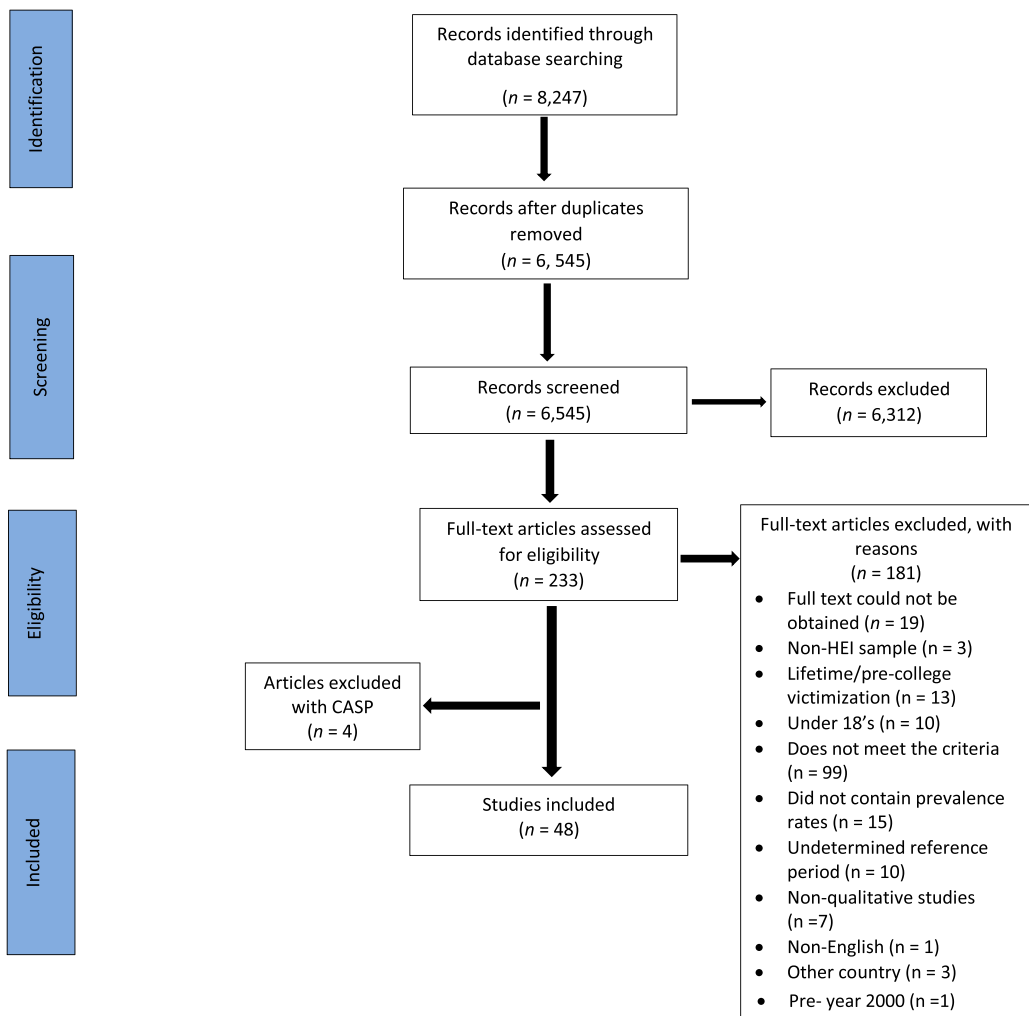 Identification
Records identified through
database searching
(n = 8,247)
Records after duplicates
removed
(n = 6, 545)
Screening
Records screened
(n = 6,545)
Records excluded
(n = 6,312)
Eligibility
Full-text articles assessed
for eligibility
(n = 233)
Full-text articles excluded, with
reasons
(n = 181)
• Full text could not be
obtained (n = 19)
• Non-HEI sample (n = 3)
• Lifetime/pre-college
victimization (n = 13)
• Under 18’s (n = 10)
• Does not meet the criteria
(n = 99)
• Did not contain prevalence
rates (n = 15)
• Undetermined reference
period (n = 10)
• Non-qualitative studies
(n =7)
• Non-English (n = 1)
• Other country (n = 3)
• Pre- year 2000 (n =1)
Articles excluded
with CASP
(n = 4)
Included
Studies included
(n = 48)